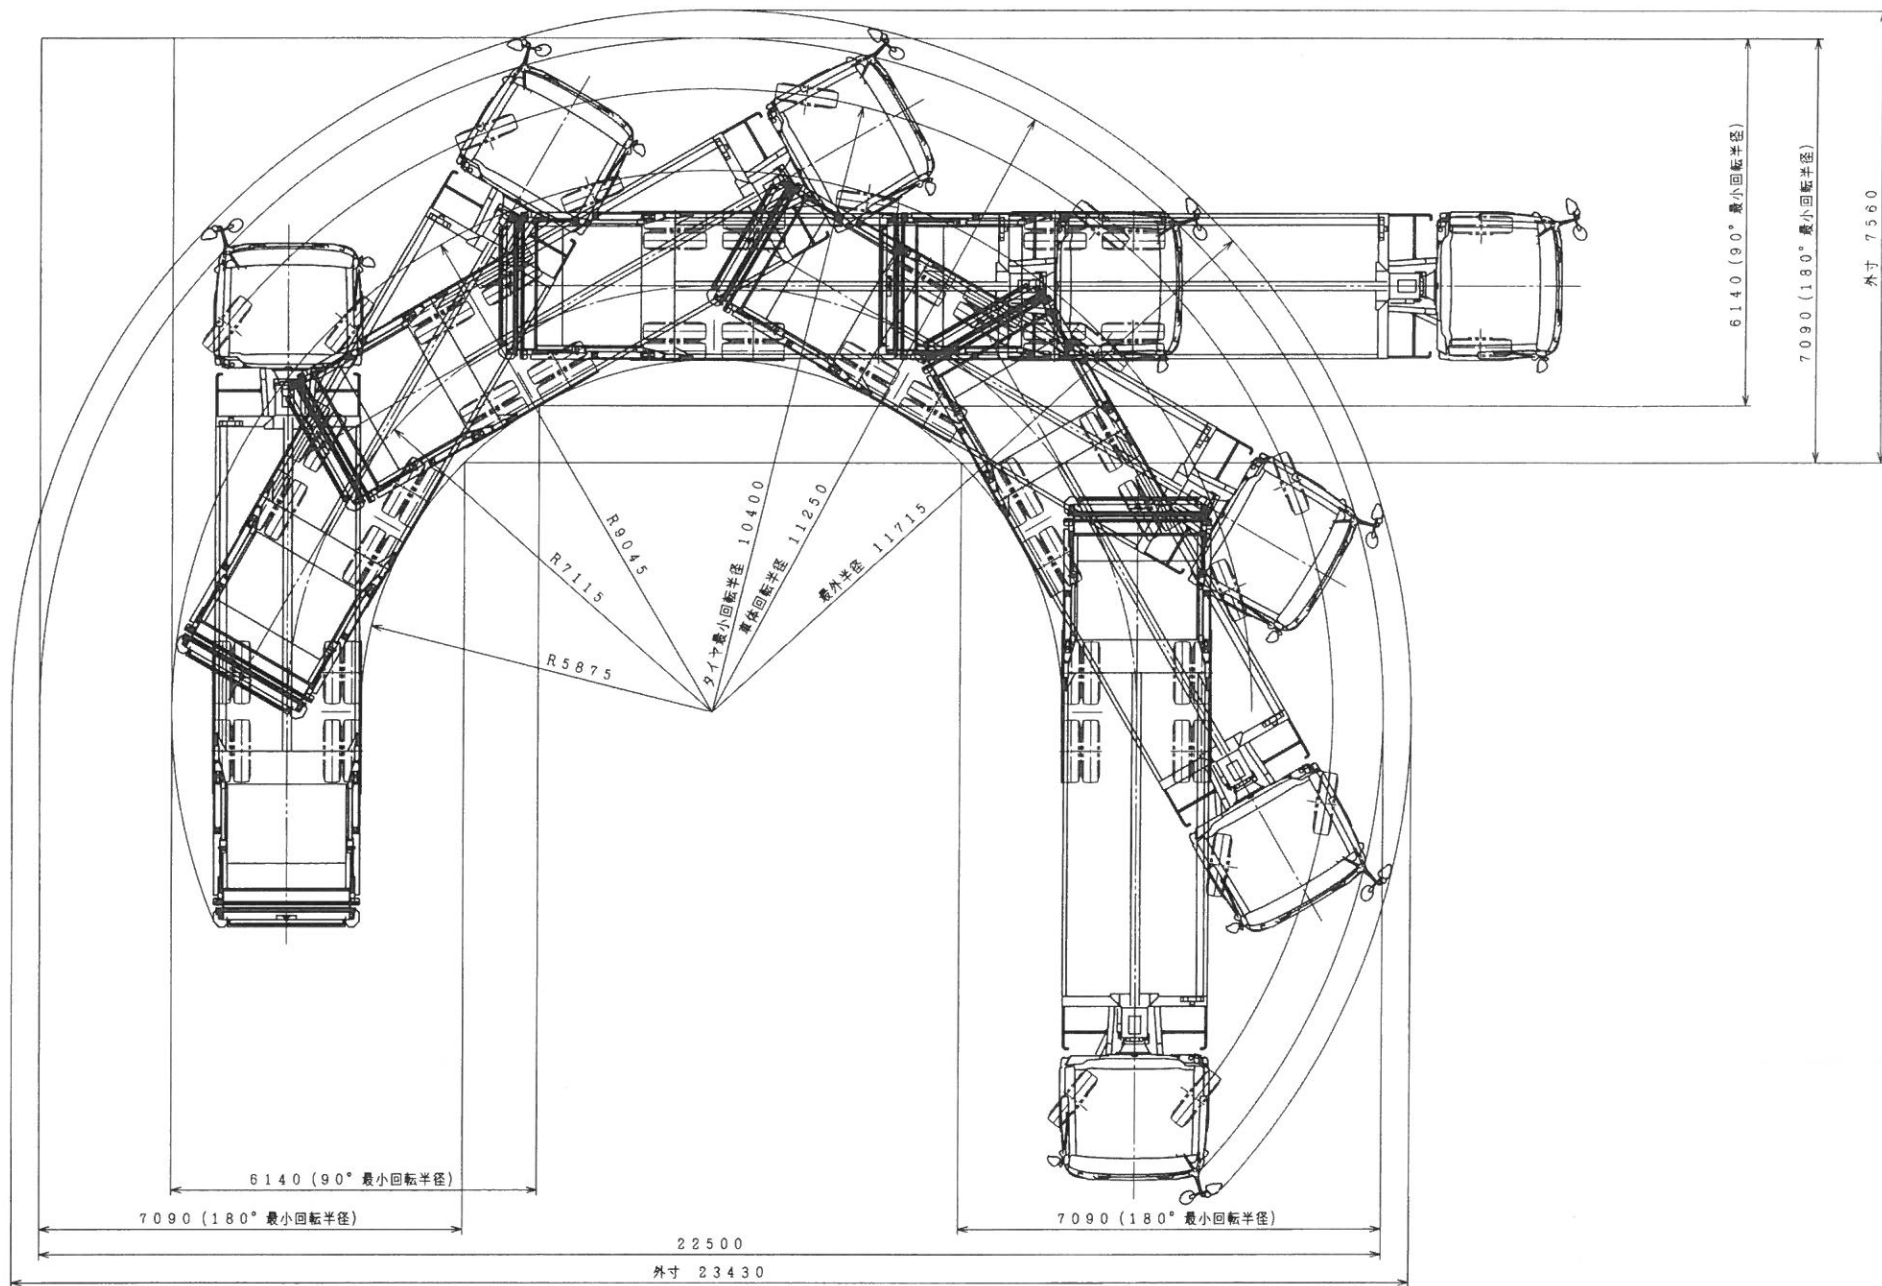 6140(90°最小回転半径)
7090(180°最小回転半径)
外寸 7560
R9045
R7115
R5875
タイヤ最小回転半径 10400
車体回転半径 11250
最外半径 11715
6140(90°最小回転半径)
7090(180°最小回転半径)
7090(180°最小回転半径)
22500
外寸 23430